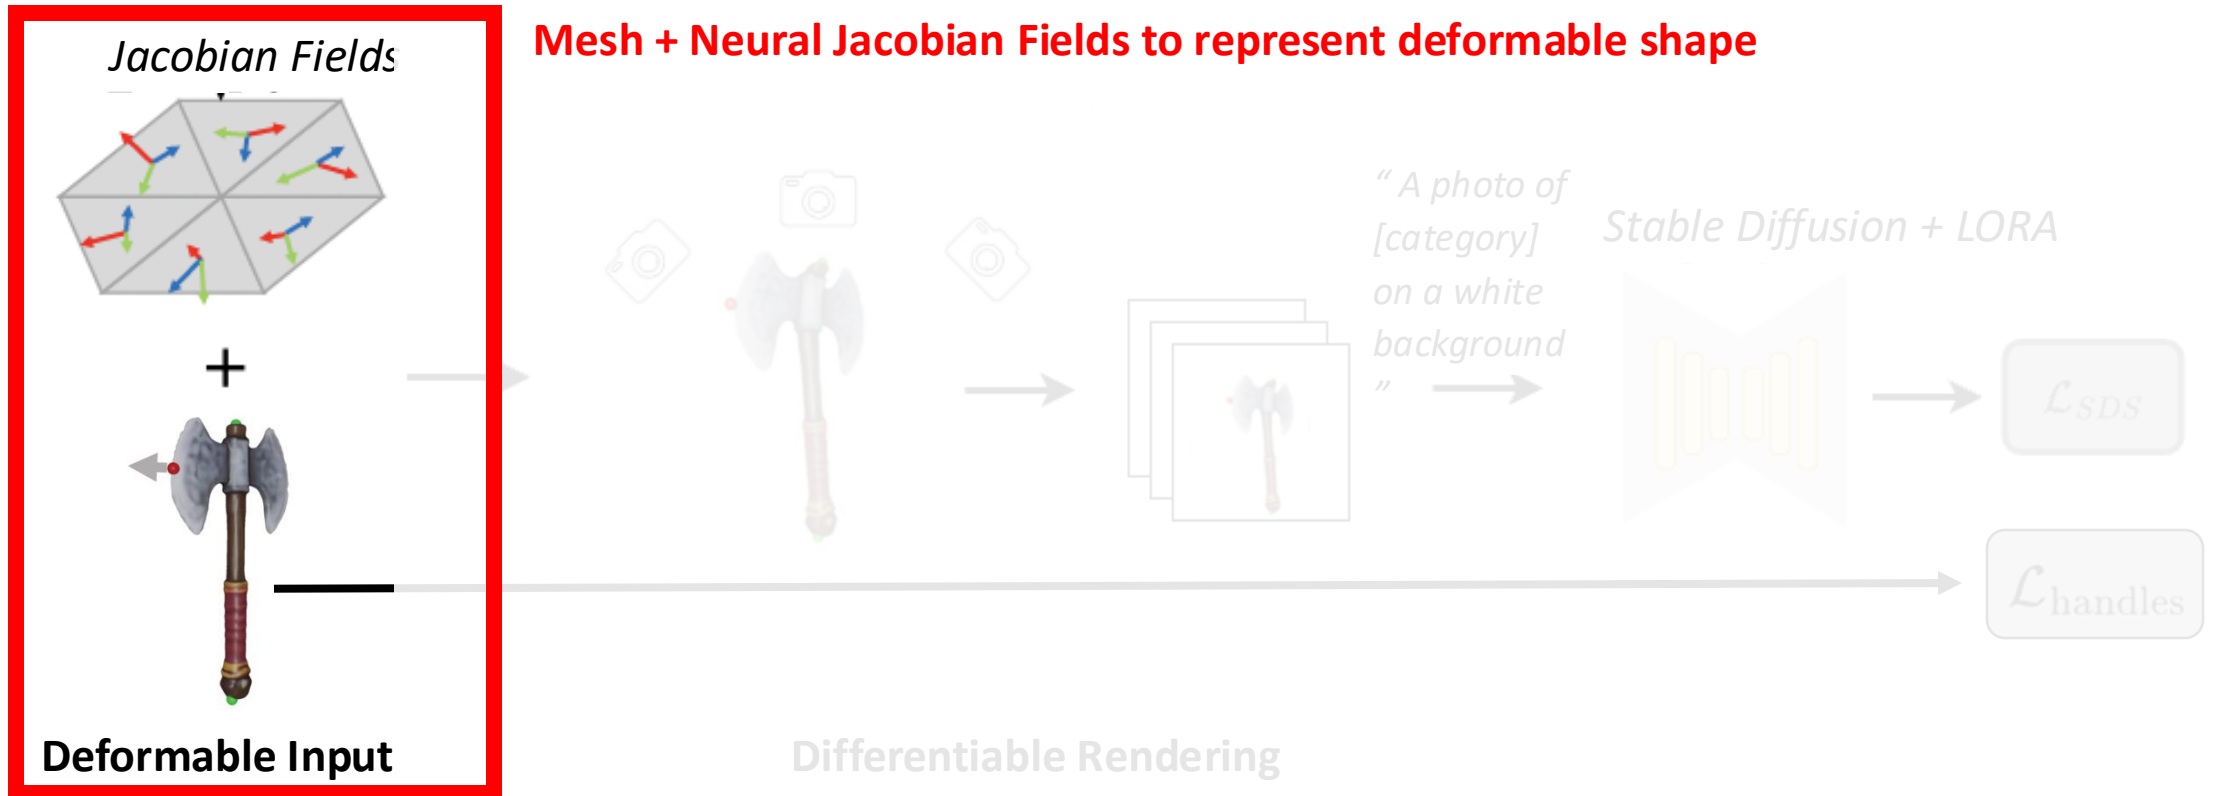 Mesh + Neural Jacobian Fields to represent deformable shape
Jacobian Fields
“ A photo of
[category]
on a white
background
”
Stable Diffusion + LORA
+
ℒSDS
ℒhandles
Deformable Input
Differentiable Rendering